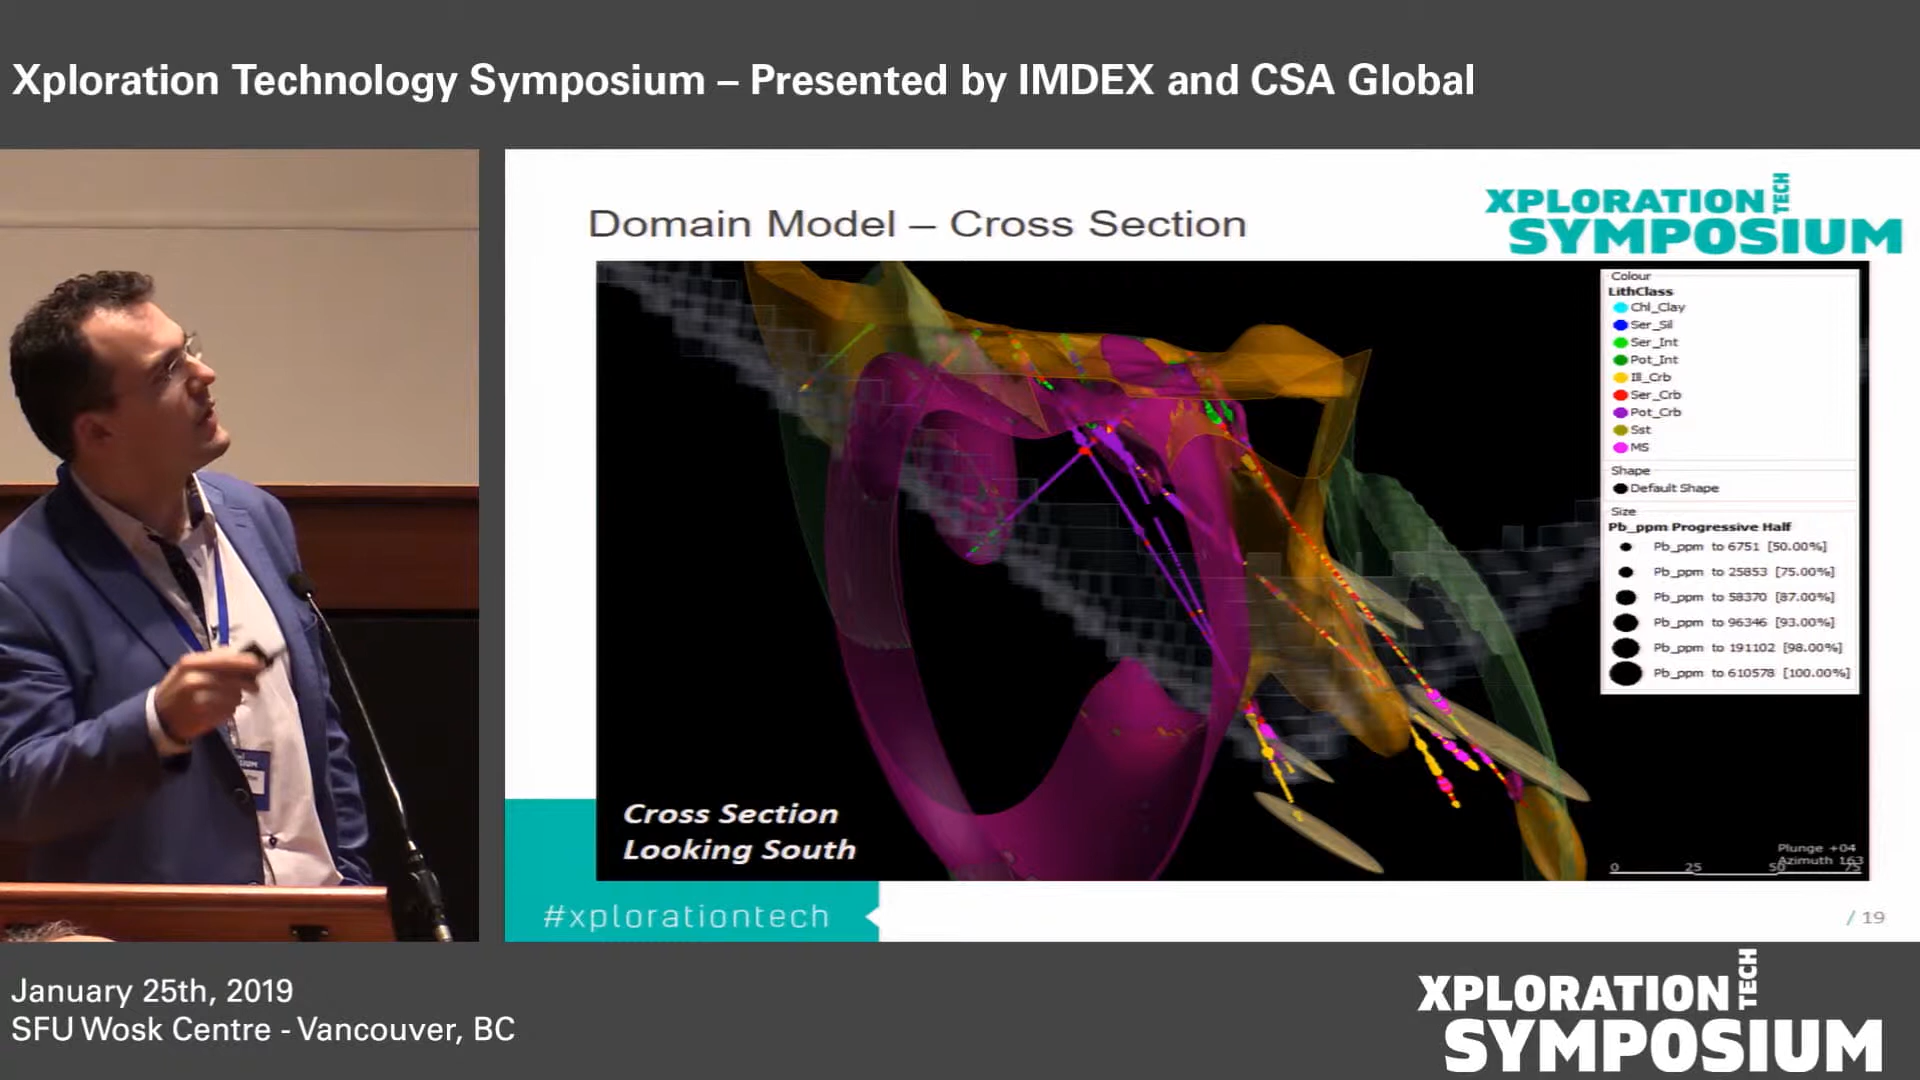 Xploration Technology Symposium – Presented by IMDEX and CSA Global
XPLORATION TECH
SYMPOSIUM
Domain Model – Cross Section
Colour
LithClass
Chl_Clay
Ser_Sil
Ser_Int
Pot_Int
Ill_Crb
Ser_Crb
Pot_Crb
Sst
MS
Shape
Default Shape
Size
Pb_ppm Progressive Half
Pb_ppm to 6751 [50.00%]
Pb_ppm to 25853 [75.00%]
Pb_ppm to 58370 [87.00%]
Pb_ppm to 96346 [93.00%]
Pb_ppm to 191102 [98.00%]
Pb_ppm to 610578 [100.00%]
Cross Section
Looking South
Plunge +04
Azimuth 163
0 25 50 75
#xplorationtech
/ 19
January 25th, 2019
SFU Wosk Centre - Vancouver, BC
XPLORATION TECH
SYMPOSIUM